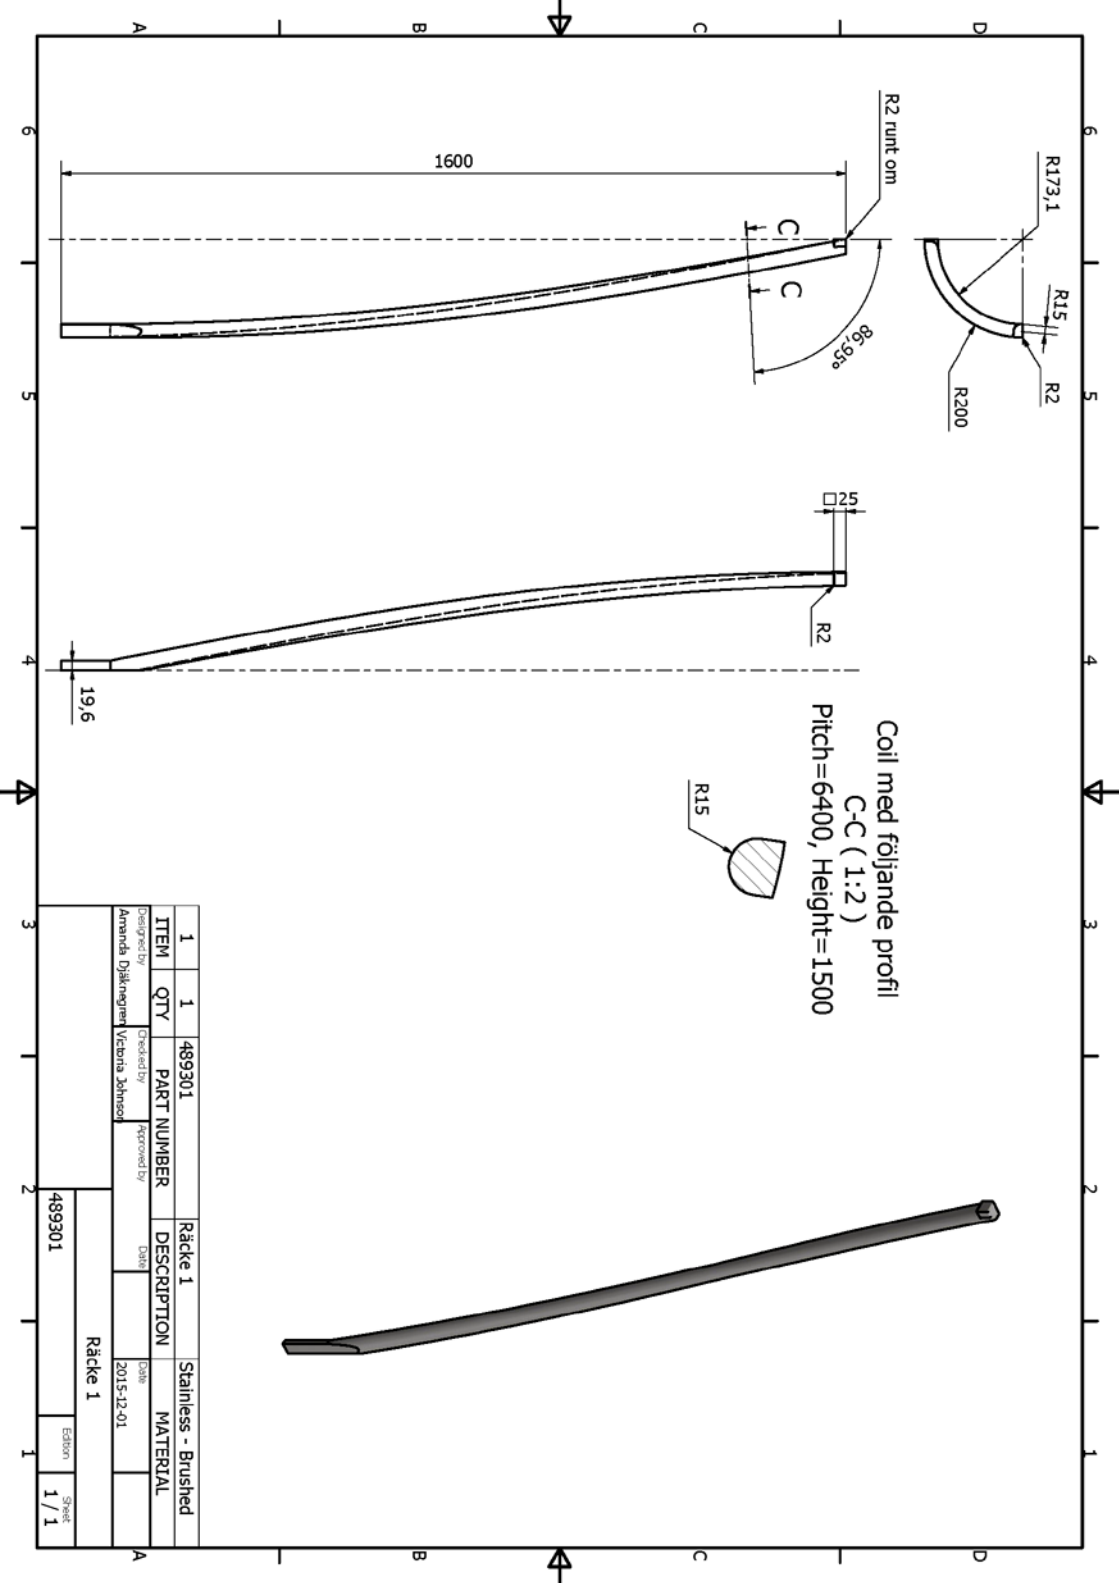 D
C
B
A
6
5
4
3
2
1
R173,1
R15
R2
R200
R2 runt om
1600
C
C
86,95°
□25
R2
19,6
Coil med följande profil
C-C ( 1:2 )
Pitch=6400, Height=1500
R15
1 1 489301 Räcke 1 Stainless - Brushed
ITEM QTY PART NUMBER DESCRIPTION MATERIAL
Designed by Checked by Approved by Date Date
Amanda Djäknegren Victoria Johnson 2015-12-01
Räcke 1
489301
Edition Sheet
1 / 1
6
5
4
3
2
1
D
C
B
A